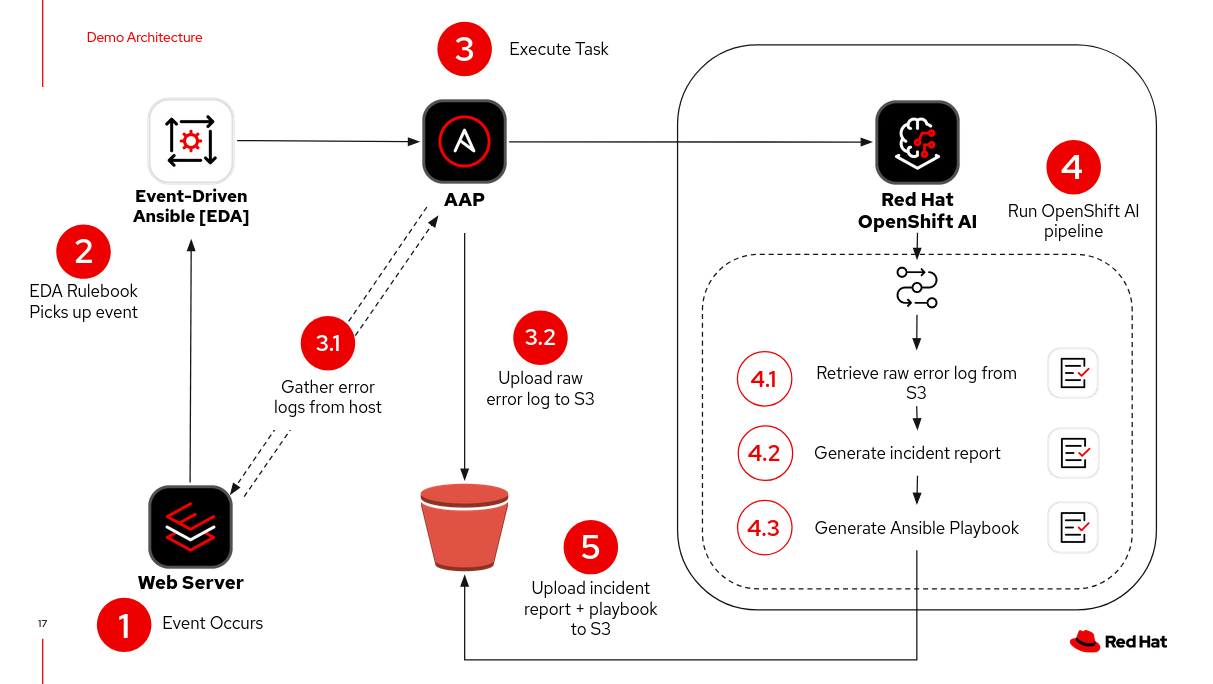 Demo Architecture
3
Execute Task
Event-Driven
Ansible [EDA]
AAP
Red Hat
OpenShift AI
4
Run OpenShift AI
pipeline
2
EDA Rulebook
Picks up event
3.1
Gather error
logs from host
3.2
Upload raw
error log to S3
4.1
Retrieve raw error log from
S3
4.2
Generate incident report
4.3
Generate Ansible Playbook
5
Upload incident
report + playbook
to S3
Web Server
1
Event Occurs
17
Red Hat